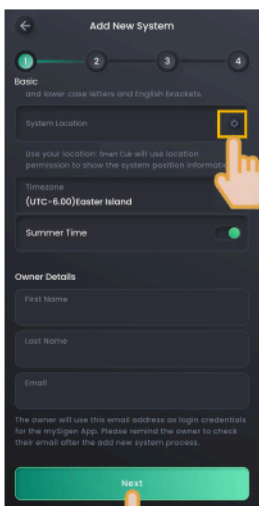 Add New System
1 2 3 4
Basic
and lower case letters and English brackets.
System Location
Use your location: Smart Cub will use location
permission to show the system position informatio
Timezone
(UTC-6.00)Easter Island
Summer Time
Owner Details
First Name
Last Name
Email
The owner will use this email address as login credentials
for the mySigen App. Please remind the owner to check
their email after the add new system process.
Next